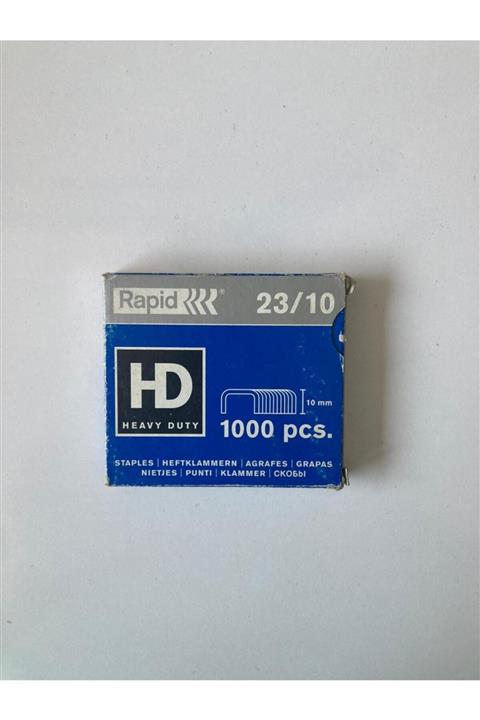 Rapid ® 23/10
HD
HEAVY DUTY
10 mm
1000 pcs.
STAPLES | HEFTKLAMMERN | AGRAFES | GRAPAS
NIETJES | PUNTI | KLAMMER | СКОБЫ